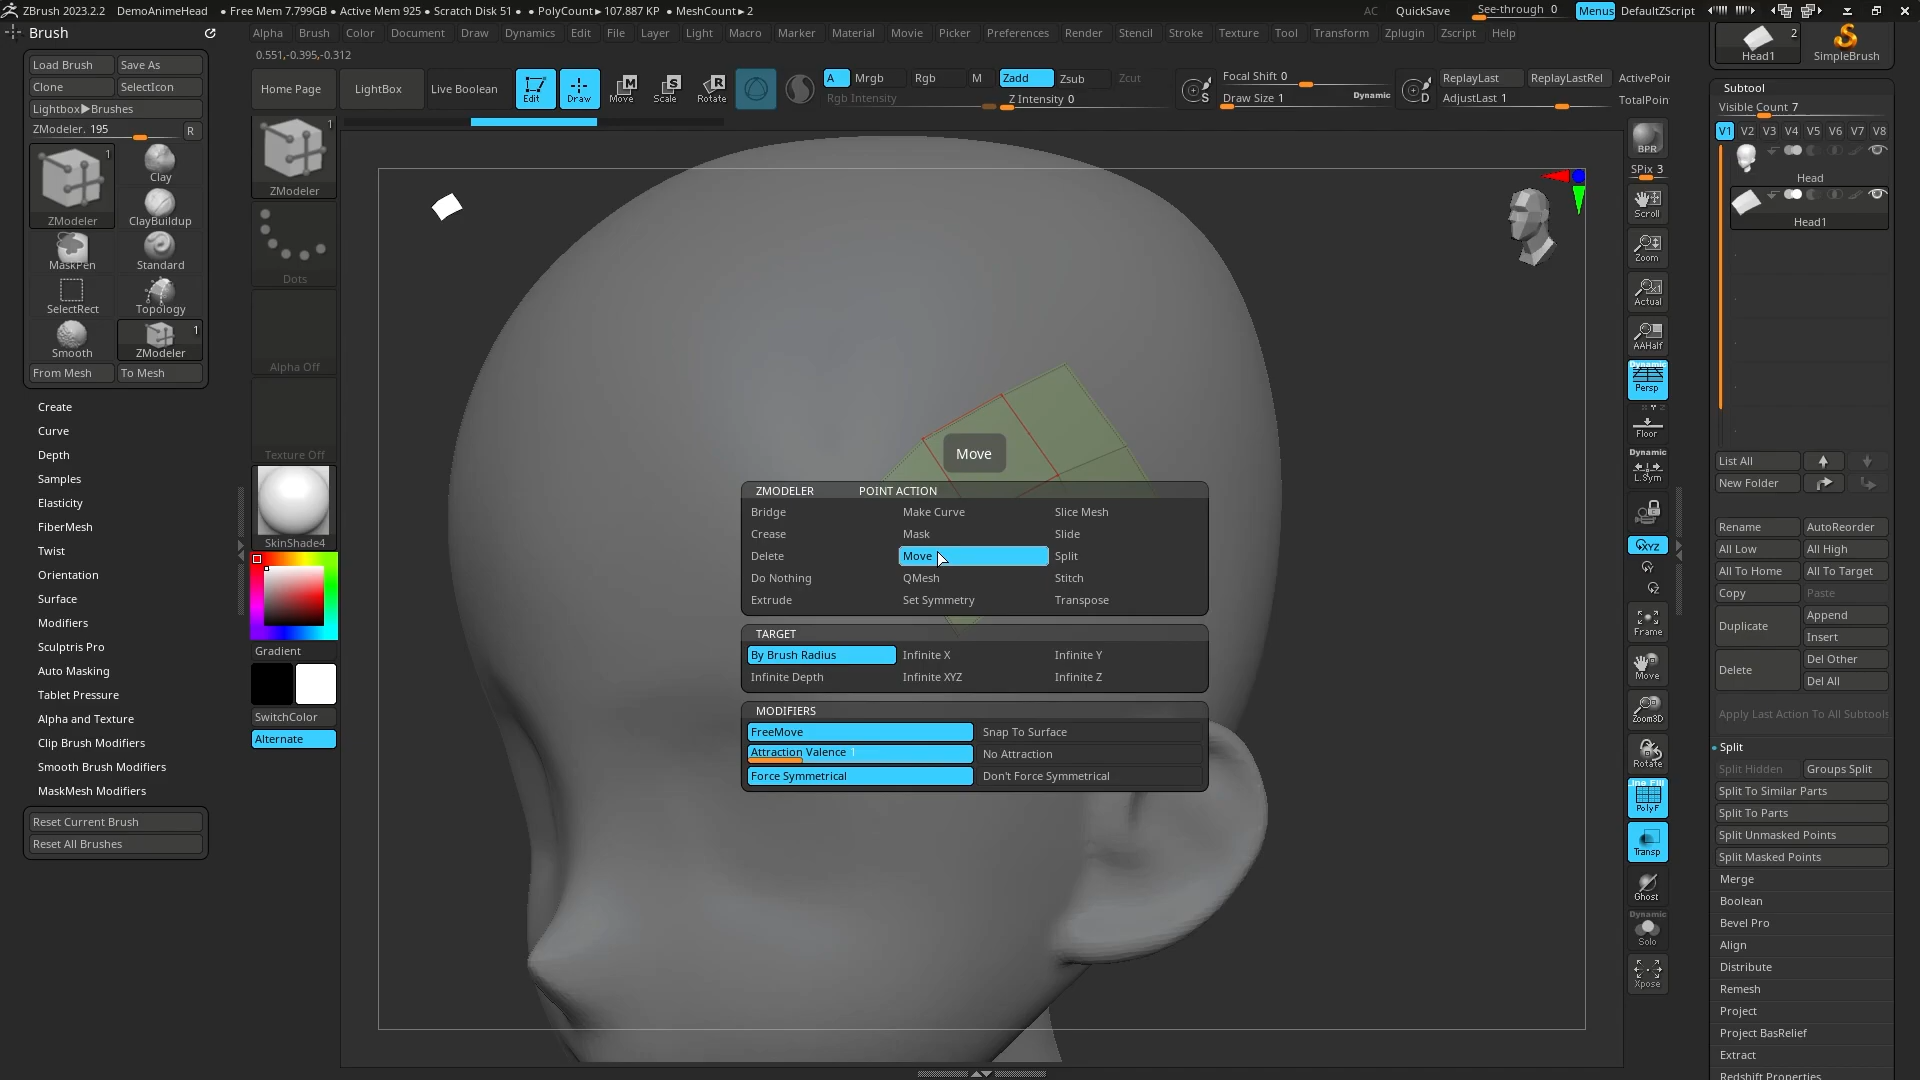 ZBrush 2023.2.2 DemoAnimeHead • Free Mem 7.799GB • Active Mem 925 • Scratch Disk 51 • PolyCount▸107.887 KP • MeshCount▸2 AC QuickSave See-through 0 Menus DefaultZScript
Brush
Alpha Brush Color Document Draw Dynamics Edit File Layer Light Macro Marker Material Movie Picker Preferences Render Stencil Stroke Texture Tool Transform Zplugin Zscript Help
0.551,-0.395,-0.312
Load Brush Save As
Clone SelectIcon
Lightbox▶Brushes
ZModeler. 195 R
1
ZModeler
Clay
ClayBuildup
MaskPen Standard
SelectRect Topology
Smooth
1
ZModeler
From Mesh To Mesh
Create
Curve
Depth
Samples
Elasticity
FiberMesh
Twist
Orientation
Surface
Modifiers
Sculptris Pro
Auto Masking
Tablet Pressure
Alpha and Texture
Clip Brush Modifiers
Smooth Brush Modifiers
MaskMesh Modifiers
Reset Current Brush
Reset All Brushes
Home Page LightBox Live Boolean Edit Draw Move Scale Rotate
A Mrgb Rgb M Zadd Zsub Zcut
Rgb Intensity Z Intensity 0
S Focal Shift 0
Draw Size 1 Dynamic
D ReplayLast ReplayLastRel ActivePoin
AdjustLast 1 TotalPoin
1
ZModeler
Dots
Alpha Off
Texture Off
SkinShade4
Gradient
SwitchColor
Alternate
Move
ZMODELER POINT ACTION
Bridge Make Curve Slice Mesh
Crease Mask Slide
Delete Move Split
Do Nothing QMesh Stitch
Extrude Set Symmetry Transpose
TARGET
By Brush Radius Infinite X Infinite Y
Infinite Depth Infinite XYZ Infinite Z
MODIFIERS
FreeMove Snap To Surface
Attraction Valence 1 No Attraction
Force Symmetrical Don't Force Symmetrical
BPR
SPix 3
Scroll
Zoom
Actual
AAHalf
Dynamic
Persp
Floor
Dynamic
L.Sym
XYZ
Y
Z
Frame
Move
Zoom3D
Rotate
Line Fill
PolyF
Transp
Ghost
Dynamic
Solo
Xpose
2
Head1 SimpleBrush
Subtool
Visible Count 7
V1 V2 V3 V4 V5 V6 V7 V8
Head
Head1
List All
New Folder
Rename AutoReorder
All Low All High
All To Home All To Target
Copy Paste
Duplicate Append
Insert
Delete Del Other
Del All
Apply Last Action To All Subtools
Split
Split Hidden Groups Split
Split To Similar Parts
Split To Parts
Split Unmasked Points
Split Masked Points
Merge
Boolean
Bevel Pro
Align
Distribute
Remesh
Project
Project BasRelief
Extract
Redshift Properties